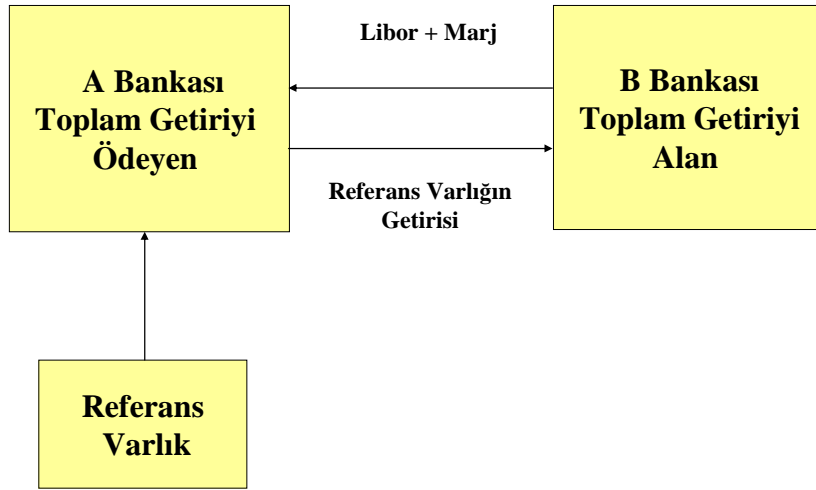 Libor + Marj
A Bankası
Toplam Getiriyi
Ödeyen
B Bankası
Toplam Getiriyi
Alan
Referans Varlığın
Getirisi
Referans
Varlık